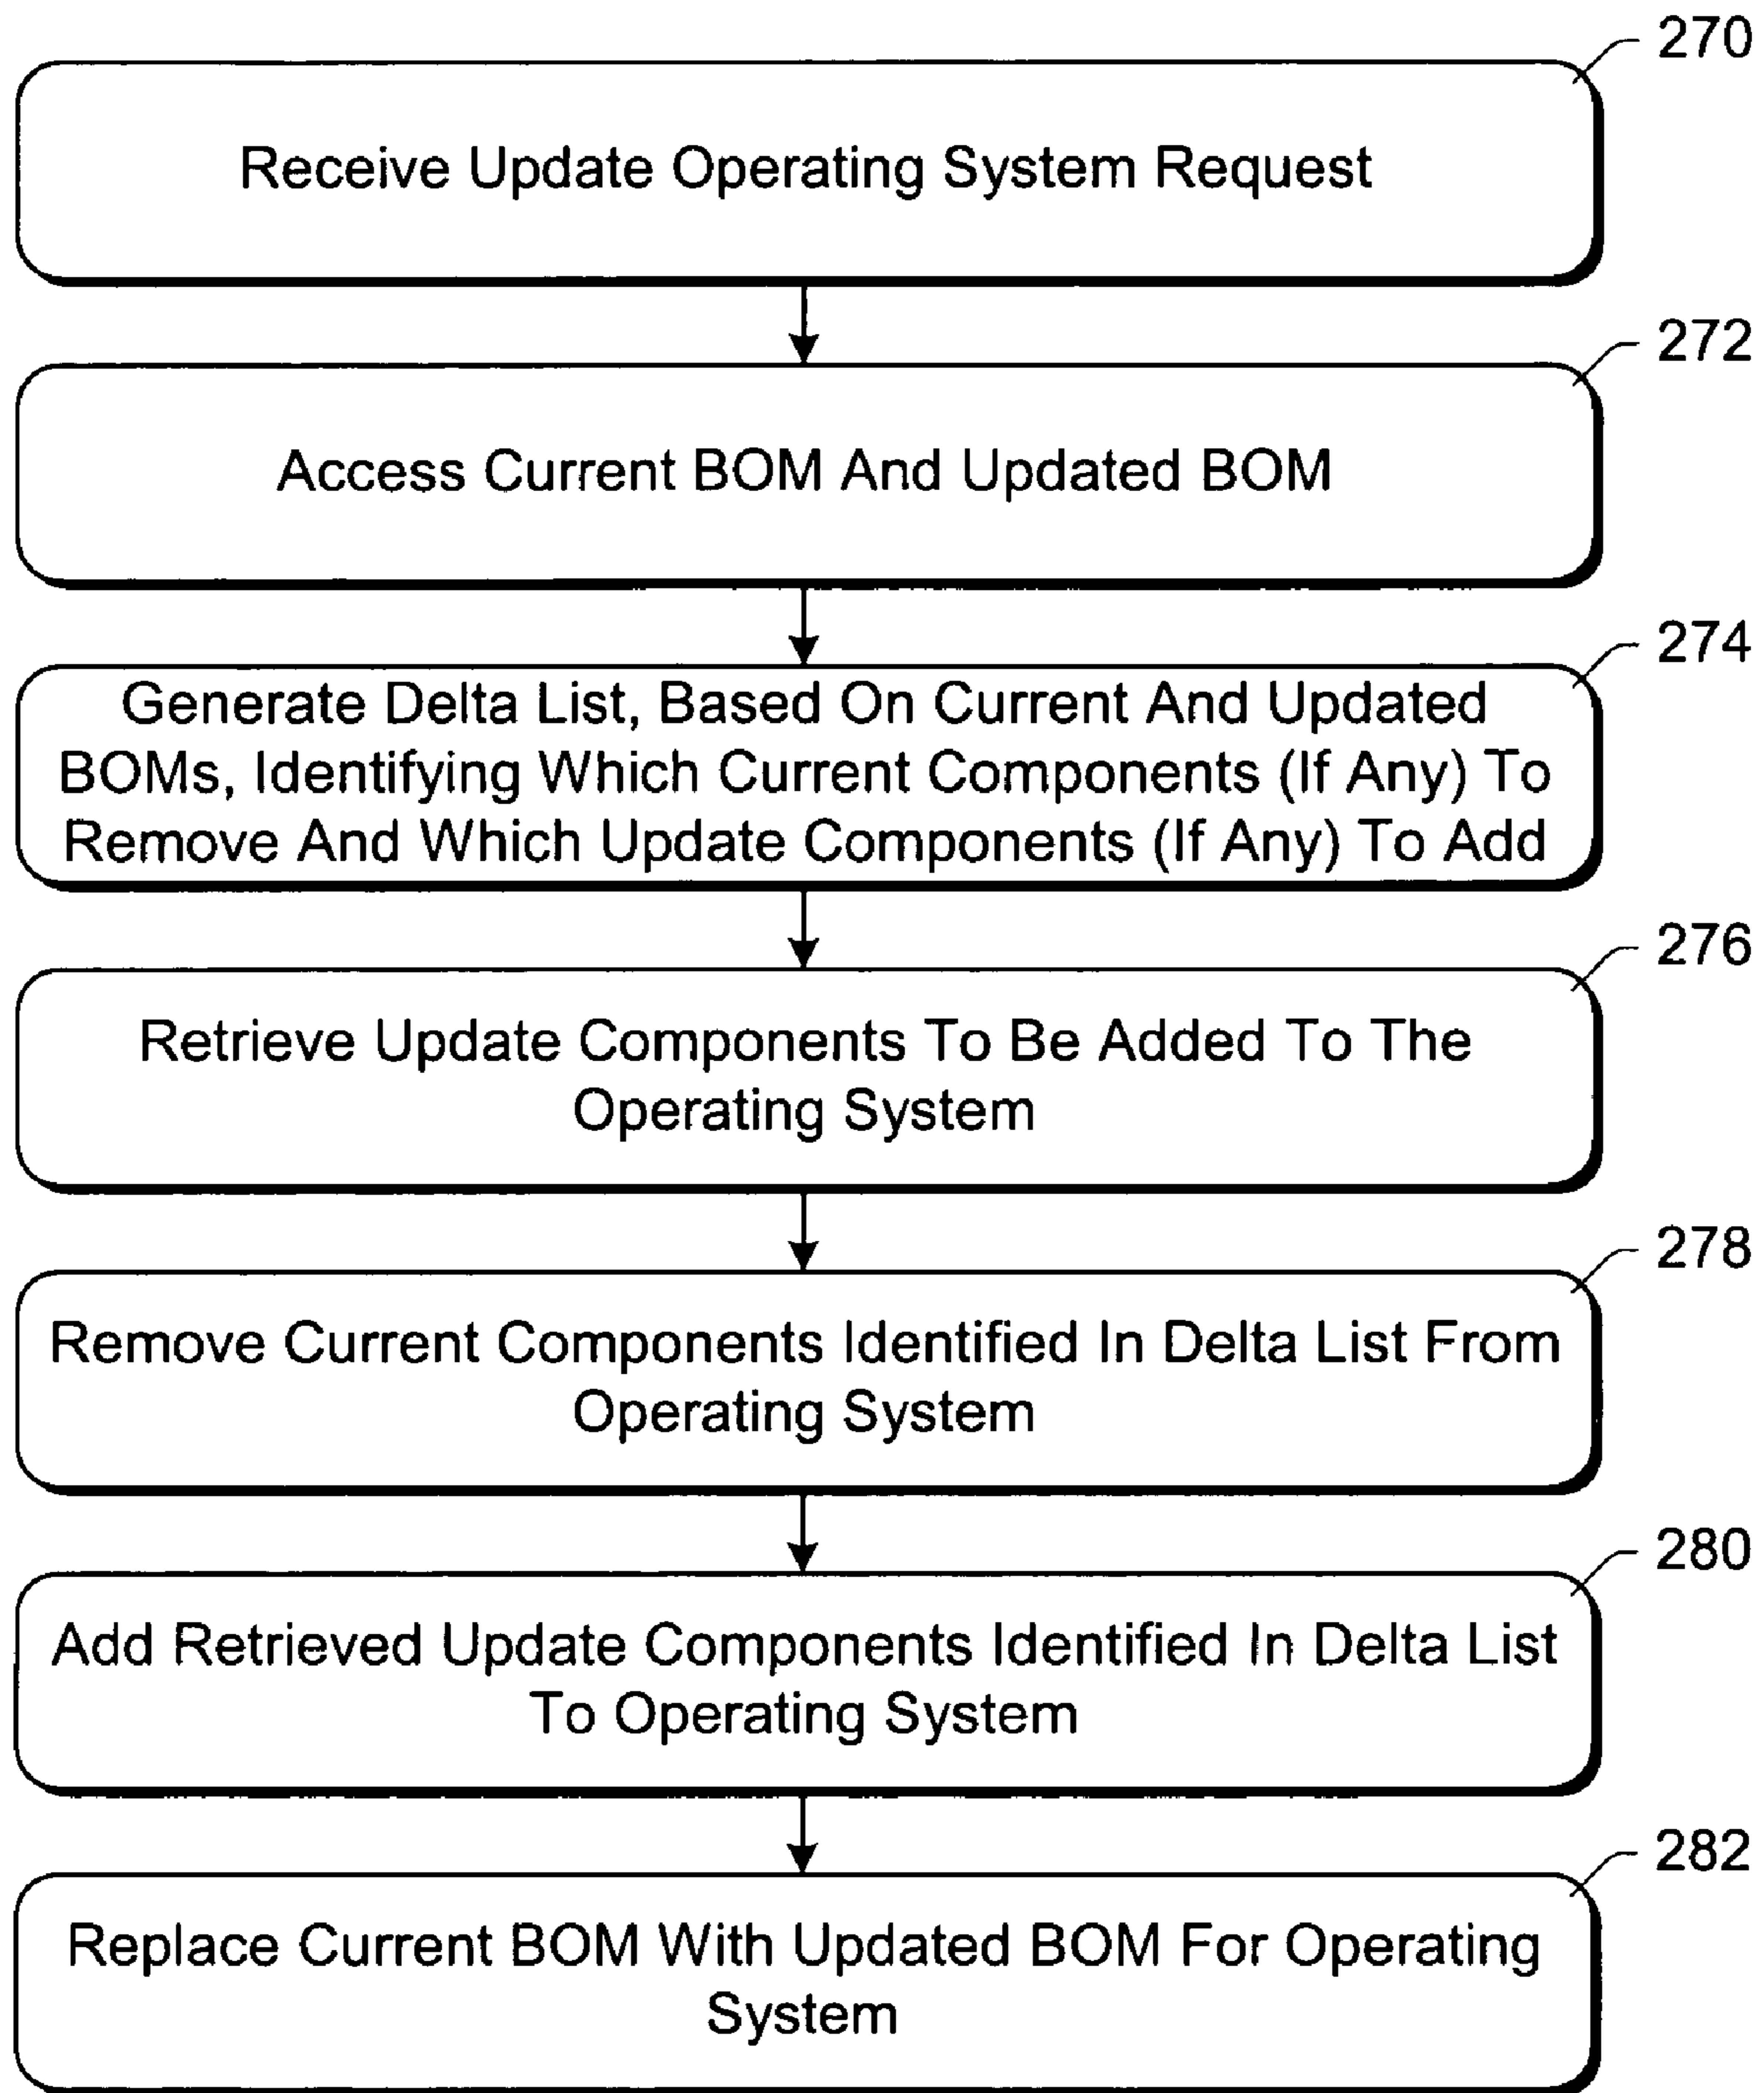 270
Receive Update Operating System Request
272
Access Current BOM And Updated BOM
274
Generate Delta List, Based On Current And Updated
BOMs, Identifying Which Current Components (If Any) To
Remove And Which Update Components (If Any) To Add
276
Retrieve Update Components To Be Added To The
Operating System
278
Remove Current Components Identified In Delta List From
Operating System
280
Add Retrieved Update Components Identified In Delta List
To Operating System
282
Replace Current BOM With Updated BOM For Operating
System